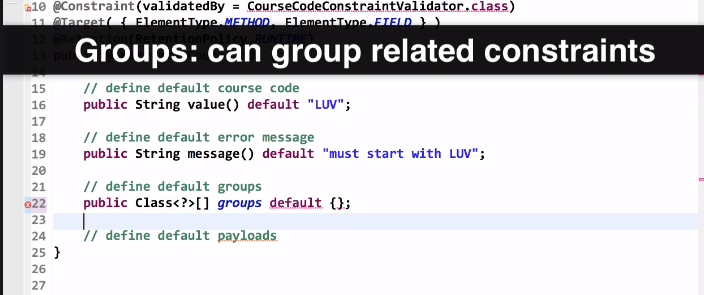 10 @Constraint(validatedBy = CourseCodeConstraintValidator.class)
11 @Target( { ElementType.METHOD, ElementType.FIELD } )
Groups: can group related constraints
14
15 // define default course code
16 public String value() default "LUV";
17
18 // define default error message
19 public String message() default "must start with LUV";
20
21 // define default groups
22 public Class<?>[] groups default {};
23
24 // define default payloads
25 }
26
27